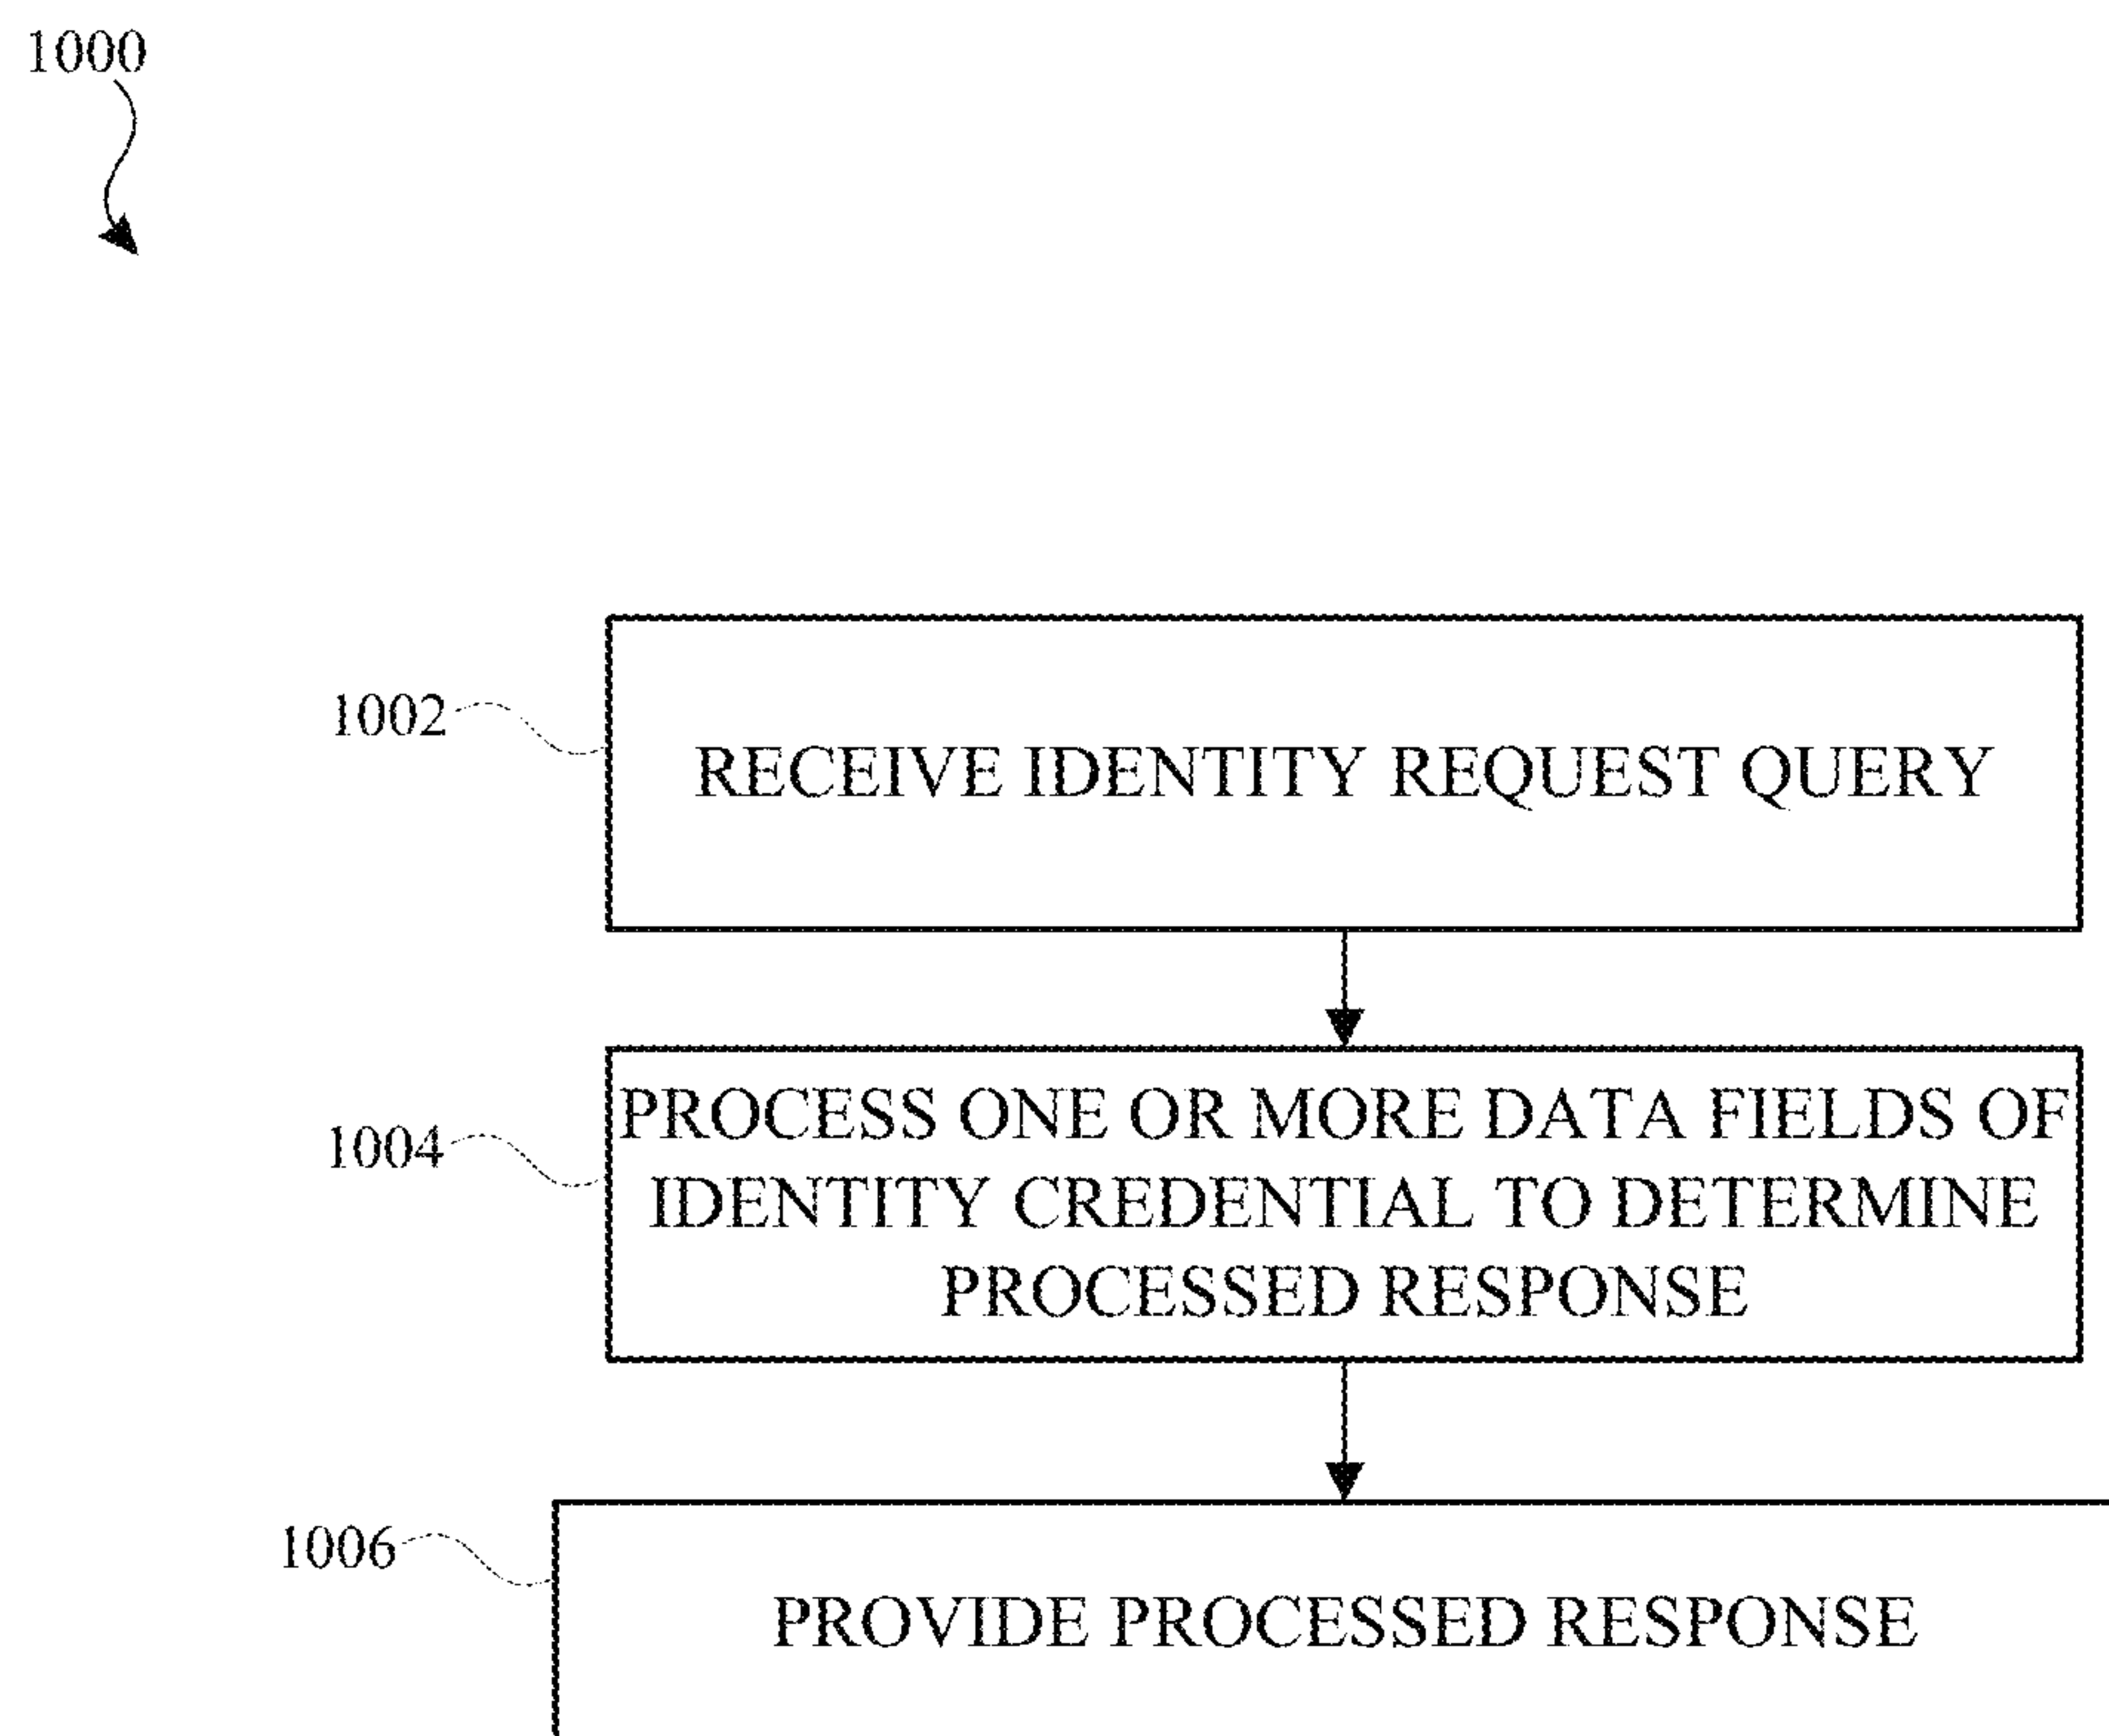 1000
1002
RECEIVE IDENTITY REQUEST QUERY
1004
PROCESS ONE OR MORE DATA FIELDS OF
IDENTITY CREDENTIAL TO DETERMINE
PROCESSED RESPONSE
1006
PROVIDE PROCESSED RESPONSE